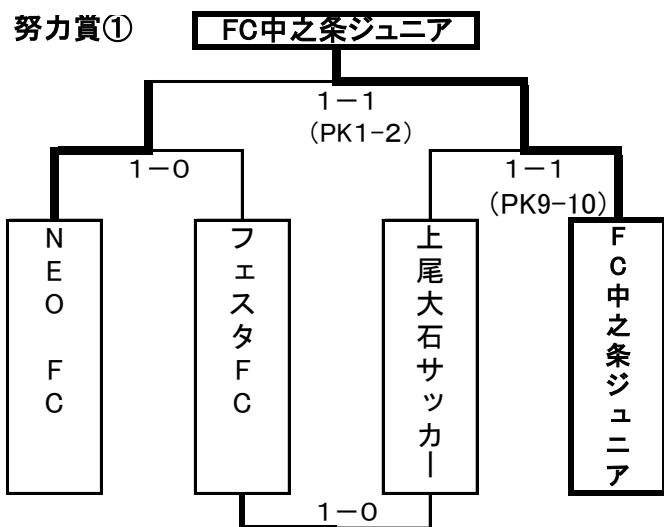 努力賞① FC中之条ジュニア
1－1
(PK1-2)
1－0 1－1
(PK9-10)
NEO FC
フェスタFC
上尾大石サッカー
FC中之条ジュニア
1－0